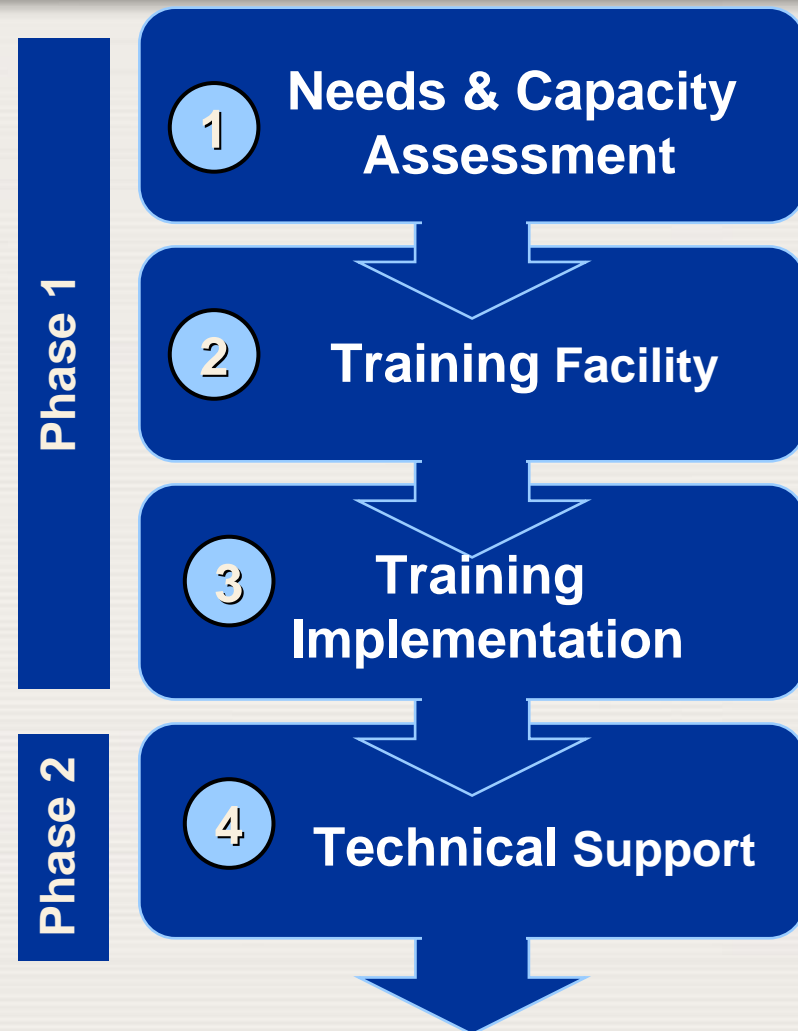 Phase 1
1
Needs & Capacity
Assessment
2
Training Facility
3
Training
Implementation
Phase 2
4
Technical Support